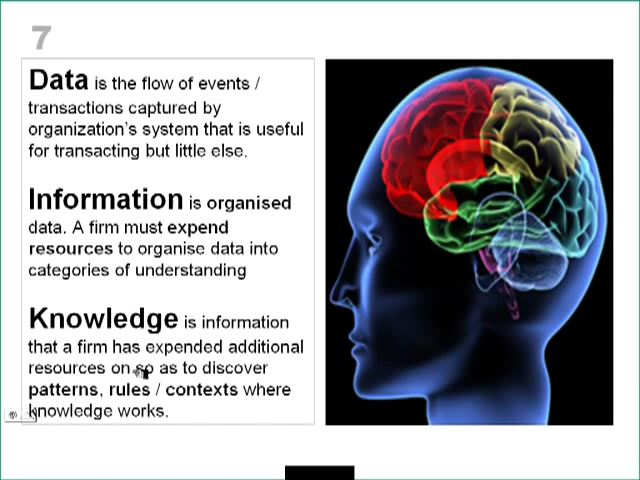 7
Data is the flow of events /
transactions captured by
organization's system that is useful
for transacting but little else.
Information is organised
data. A firm must expend
resources to organise data into
categories of understanding
Knowledge is information
that a firm has expended additional
resources on so as to discover
patterns, rules / contexts where
knowledge works.